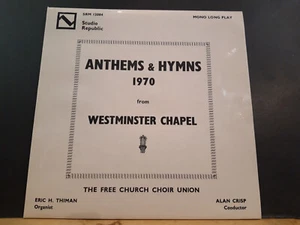 Studio
Republic
MONO LONG PLAY
ANTHEMS & HYMNS
1970
from
WESTMINSTER CHAPEL
THE FREE CHURCH CHOIR UNION
ERIC H. THIMAN
Organist
ALAN CRISP
Conductor